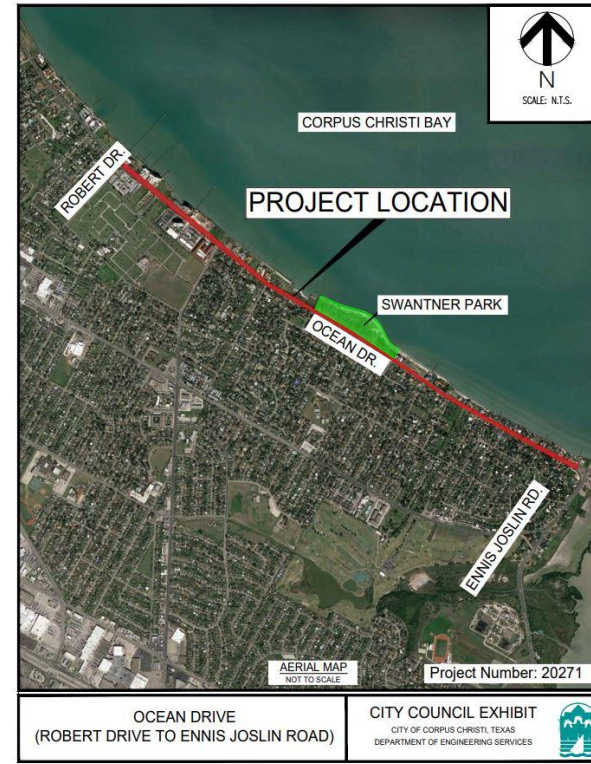 N
SCALE: N.T.S.
CORPUS CHRISTI BAY
ROBERT DR.
PROJECT LOCATION
SWANTNER PARK
OCEAN DR.
ENNIS JOSLIN RD.
AERIAL MAP
NOT TO SCALE
Project Number: 20271
OCEAN DRIVE
(ROBERT DRIVE TO ENNIS JOSLIN ROAD)
CITY COUNCIL EXHIBIT
CITY OF CORPUS CHRISTI, TEXAS
DEPARTMENT OF ENGINEERING SERVICES